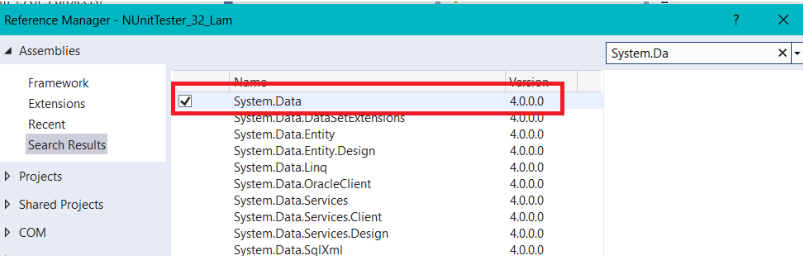 Reference Manager - NUnitTester_32_Lam ? ✕
Assemblies
System.Da
Framework
Extensions
Recent
Search Results
Projects
Shared Projects
COM
Name Version
System.Data 4.0.0.0
System.Data.DataSetExtensions 4.0.0.0
System.Data.Entity 4.0.0.0
System.Data.Entity.Design 4.0.0.0
System.Data.Linq 4.0.0.0
System.Data.OracleClient 4.0.0.0
System.Data.Services 4.0.0.0
System.Data.Services.Client 4.0.0.0
System.Data.Services.Design 4.0.0.0
System.Data.SqlXml 4.0.0.0